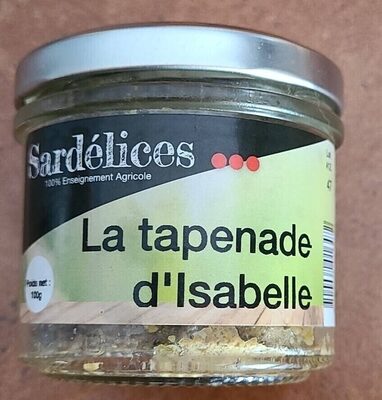 Sardélices
100% Enseignement Agricole
La tapenade
d'Isabelle
Poids net :
100g